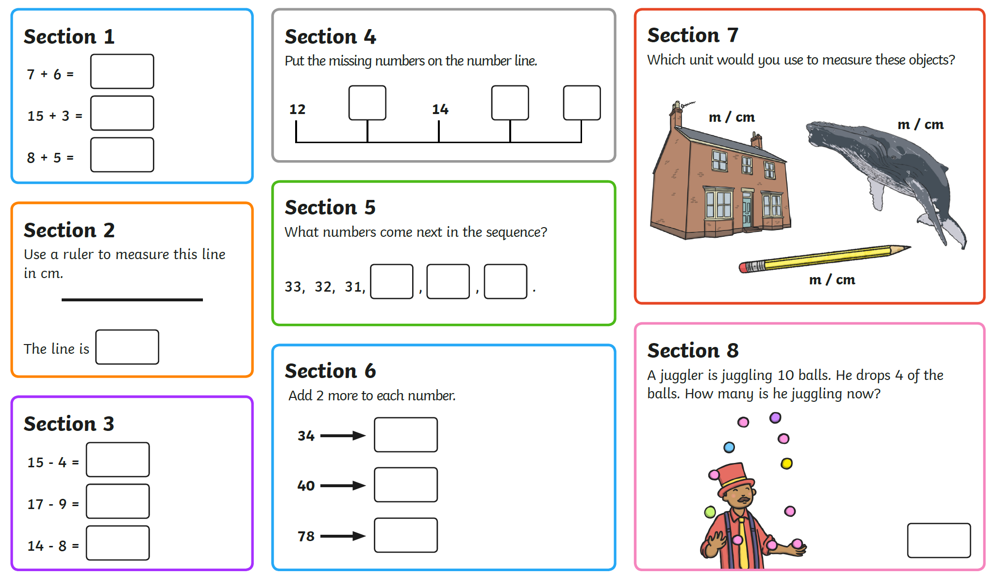 Section 1
7 + 6 =
15 + 3 =
8 + 5 =
Section 2
Use a ruler to measure this line
in cm.
The line is
Section 3
15 - 4 =
17 - 9 =
14 - 8 =
Section 4
Put the missing numbers on the number line.
12 14
Section 5
What numbers come next in the sequence?
33, 32, 31, , , .
Section 6
Add 2 more to each number.
34
40
78
Section 7
Which unit would you use to measure these objects?
m / cm
m / cm
m / cm
Section 8
A juggler is juggling 10 balls. He drops 4 of the
balls. How many is he juggling now?